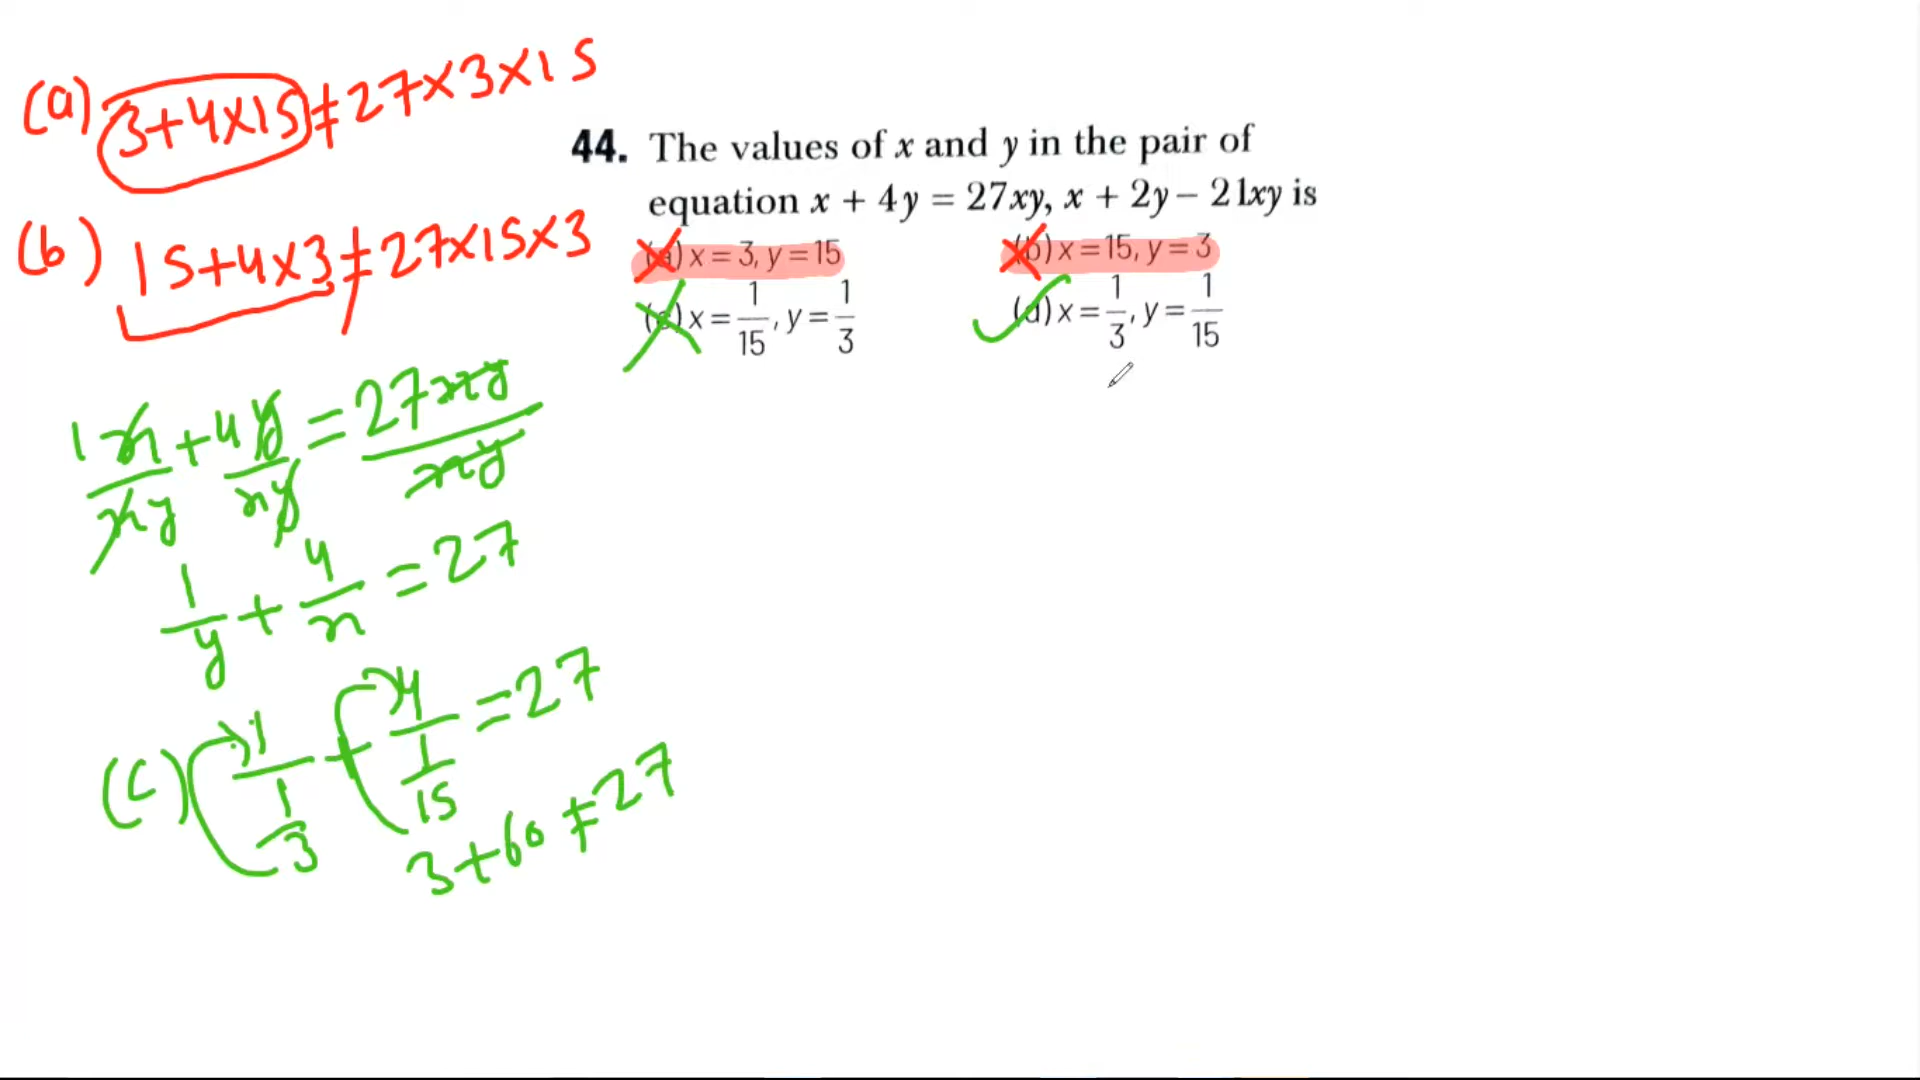 (a) 3+4×15≠27×3×15
(b) 15+4×3≠27×15×3
1x/xy+4y/xy=27xy/xy
1/y+4/x=27
(c) 1/(1/3)+4/(1/15)=27
3+60≠27
44. The values of x and y in the pair of
equation x + 4y = 27xy, x + 2y – 21xy is
(a) x = 3, y = 15 (b) x = 15, y = 3
(c) x = 1/15, y = 1/3 (d) x = 1/3, y = 1/15